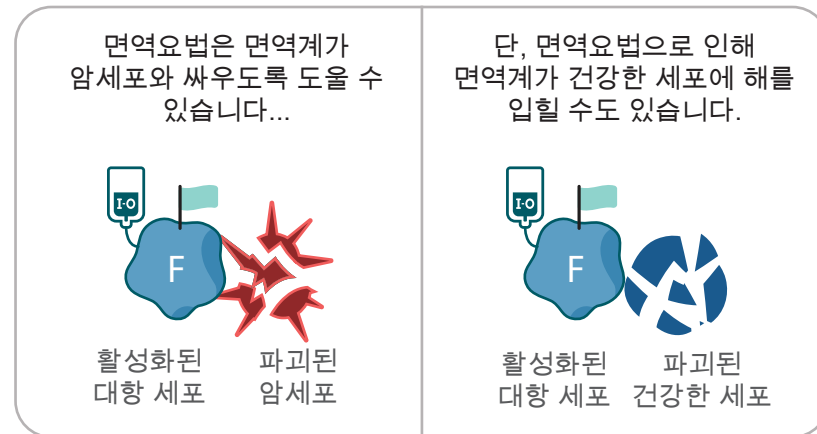 면역요법은 면역계가
암세포와 싸우도록 도울 수
있습니다...
I-O
F
활성화된
대항 세포
파괴된
암세포
단, 면역요법으로 인해
면역계가 건강한 세포에 해를
입힐 수도 있습니다.
I-O
F
활성화된
대항 세포
파괴된
건강한 세포